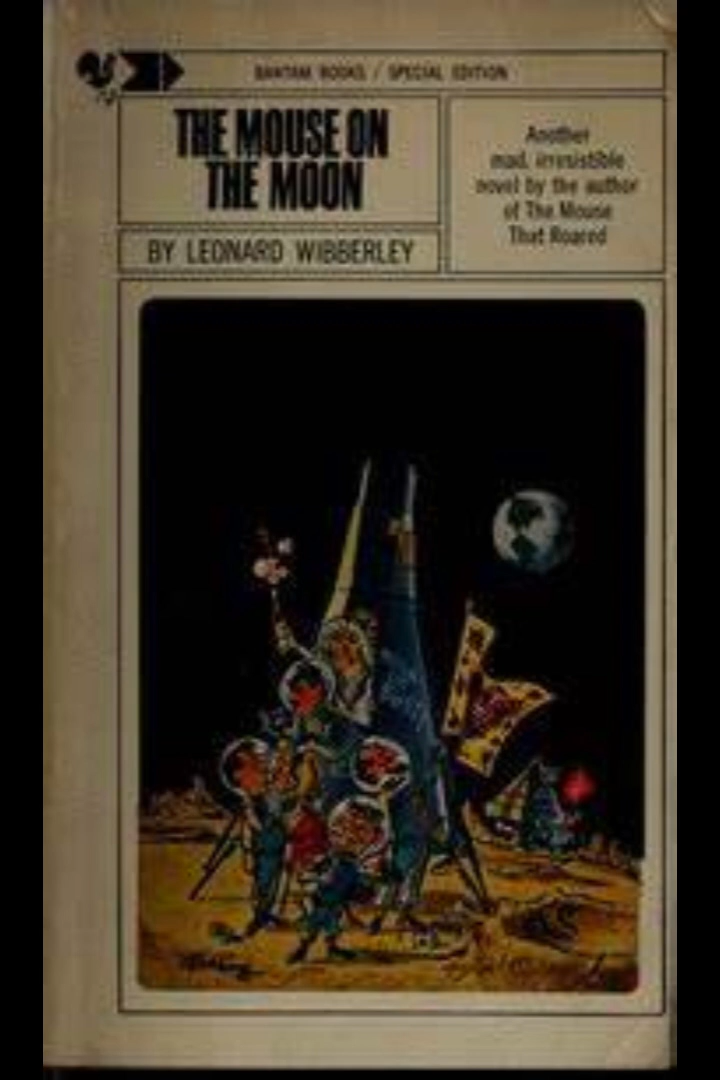 BANTAM BOOKS / SPECIAL EDITION
THE MOUSE ON
THE MOON
BY LEONARD WIBBERLEY
Another
mad, irresistible
novel by the author
of The Mouse
That Roared